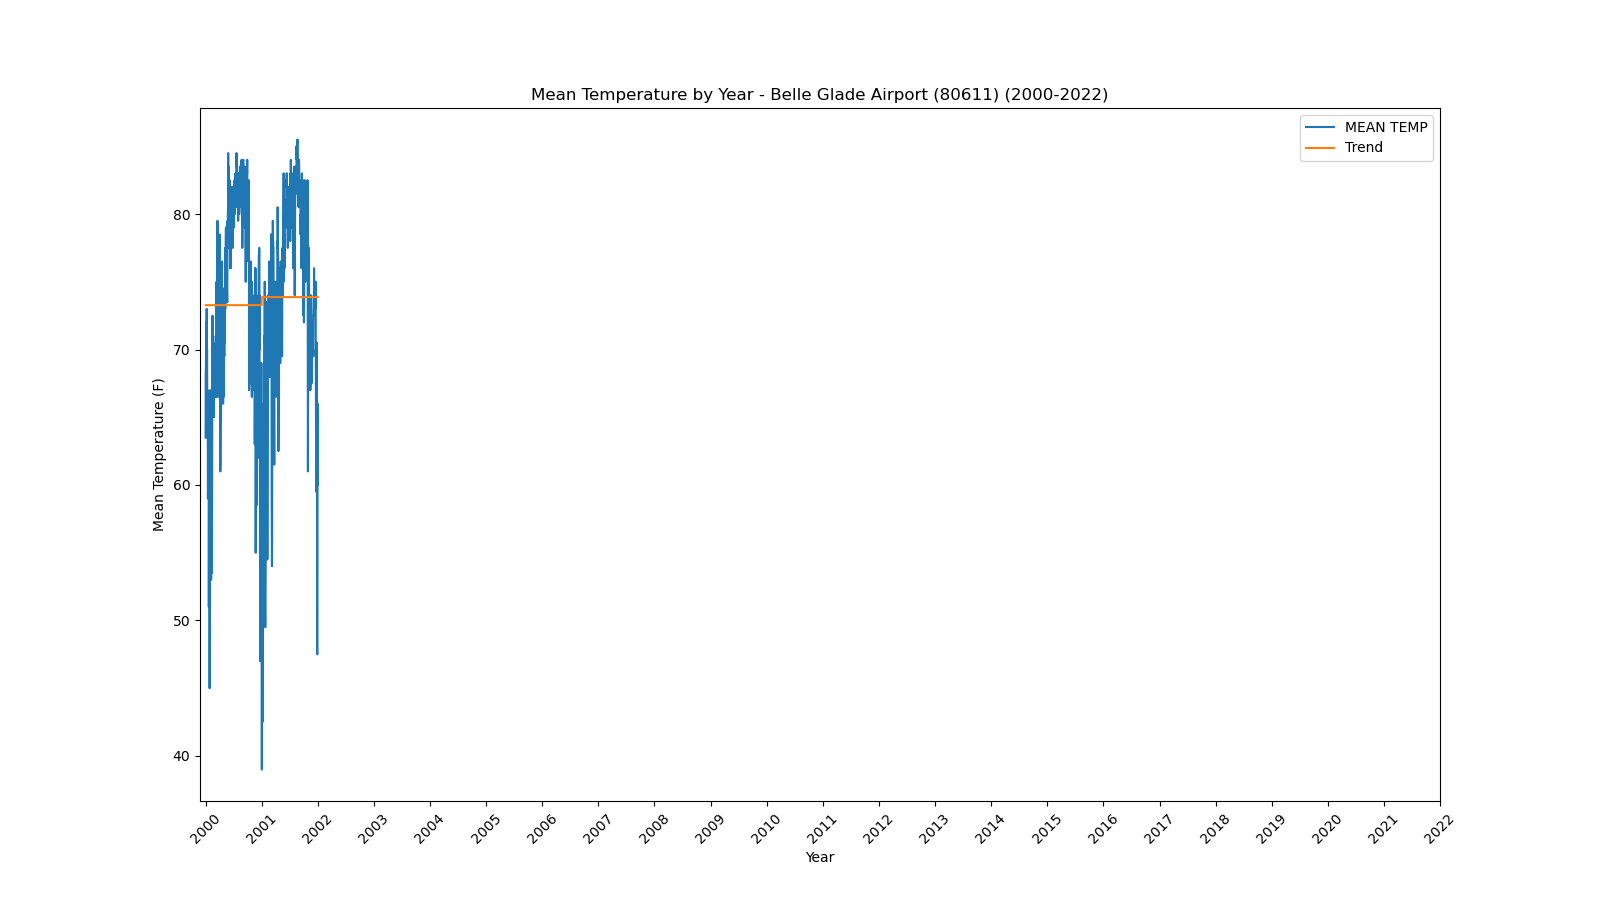 Mean Temperature by Year - Belle Glade Airport (80611) (2000-2022)
MEAN TEMP
Trend
80
70
60
50
40
Mean Temperature (F)
2000 2001 2002 2003 2004 2005 2006 2007 2008 2009 2010 2011 2012 2013 2014 2015 2016 2017 2018 2019 2020 2021 2022
Year